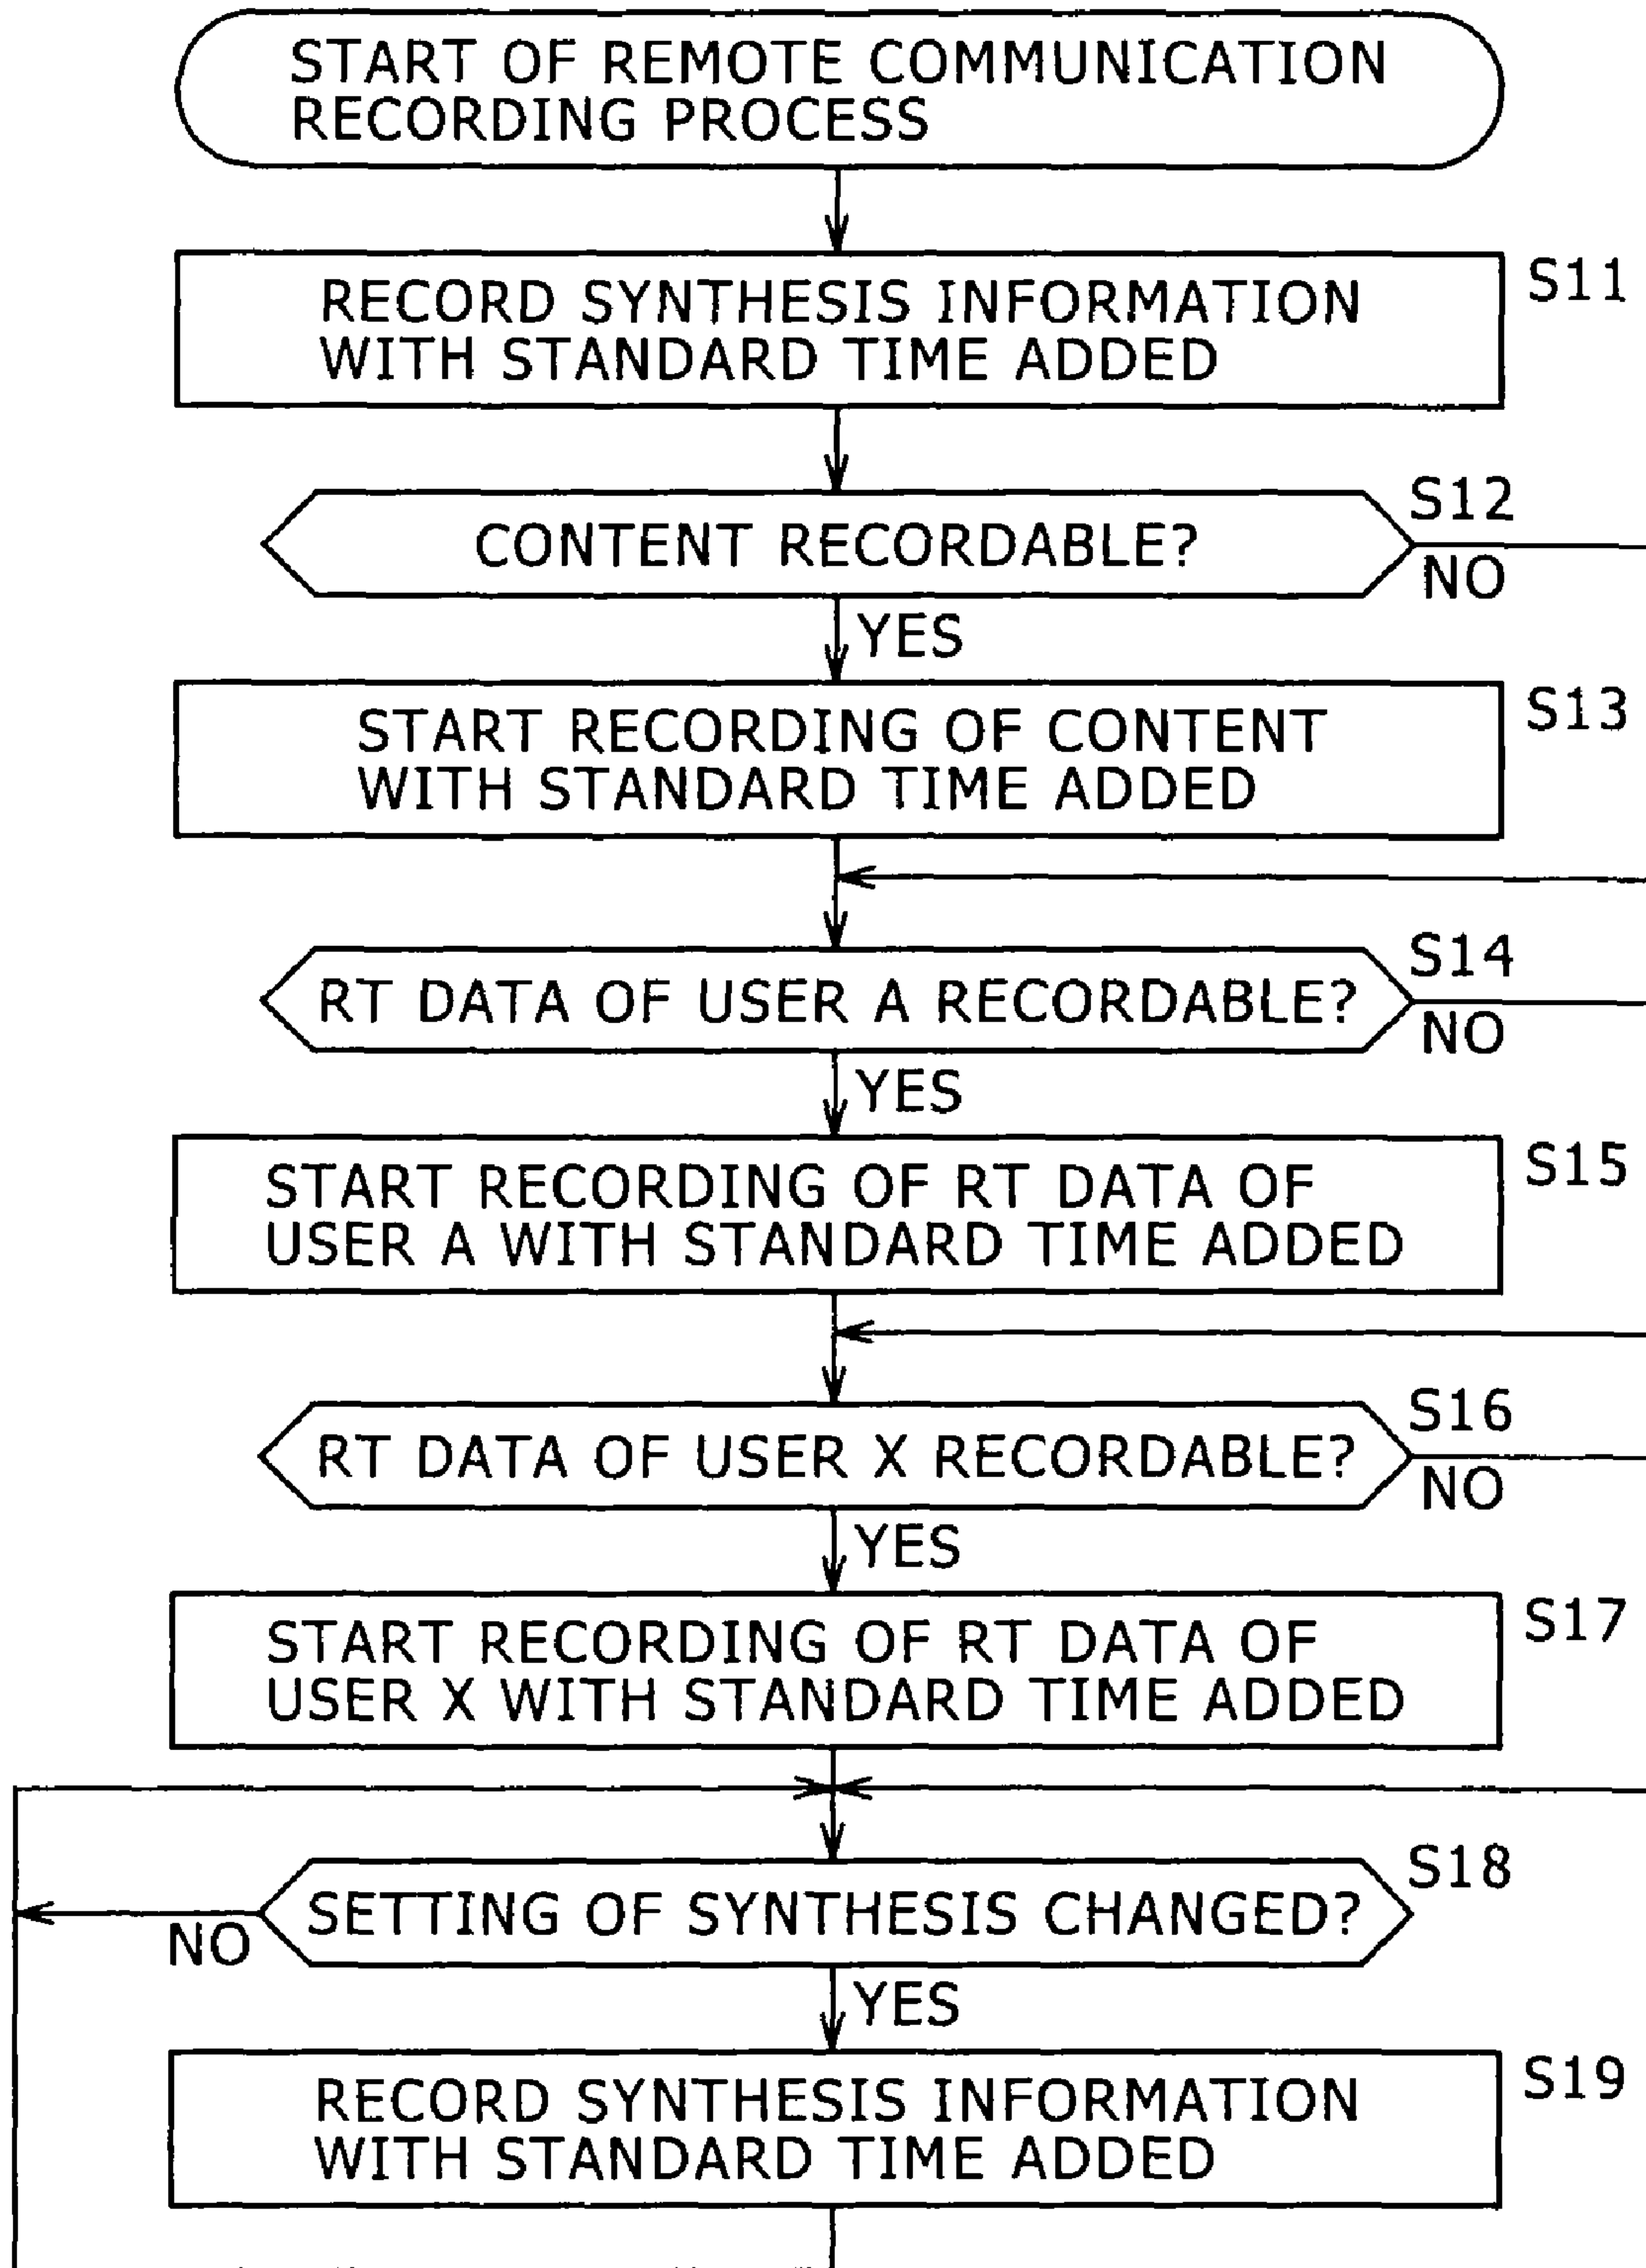 START OF REMOTE COMMUNICATION
RECORDING PROCESS
S11
RECORD SYNTHESIS INFORMATION
WITH STANDARD TIME ADDED
S12
CONTENT RECORDABLE?
NO
YES
S13
START RECORDING OF CONTENT
WITH STANDARD TIME ADDED
S14
RT DATA OF USER A RECORDABLE?
NO
YES
S15
START RECORDING OF RT DATA OF
USER A WITH STANDARD TIME ADDED
S16
RT DATA OF USER X RECORDABLE?
NO
YES
S17
START RECORDING OF RT DATA OF
USER X WITH STANDARD TIME ADDED
S18
SETTING OF SYNTHESIS CHANGED?
NO
YES
S19
RECORD SYNTHESIS INFORMATION
WITH STANDARD TIME ADDED